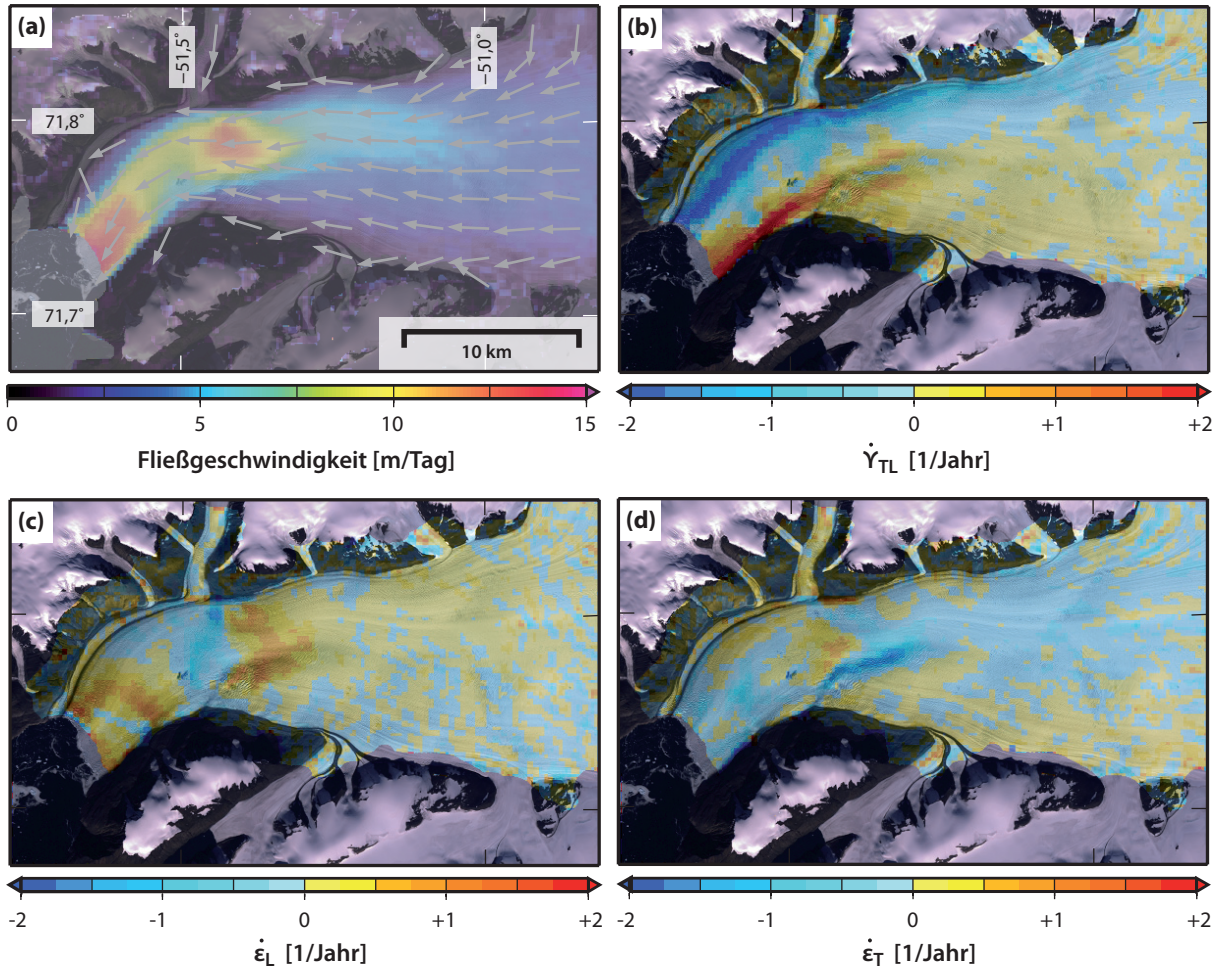 (a)
−51,5°
−51,0°
71,8°
71,7°
10 km
0 5 10 15
Fließgeschwindigkeit [m/Tag]
(b)
-2 -1 0 +1 +2
γ̇TL [1/Jahr]
(c)
-2 -1 0 +1 +2
ε̇L [1/Jahr]
(d)
-2 -1 0 +1 +2
ε̇T [1/Jahr]